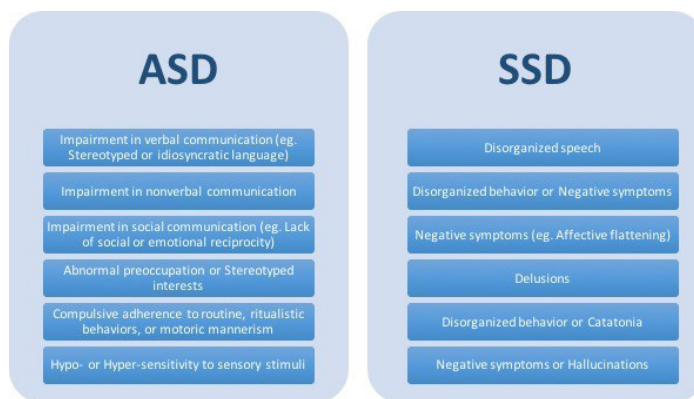 ASD
Impairment in verbal communication (eg.
Stereotyped or idiosyncratic language)
Impairment in nonverbal communication
Impairment in social communication (eg. Lack
of social or emotional reciprocity)
Abnormal preoccupation or Stereotyped
interests
Compulsive adherence to routine, ritualistic
behaviors, or motoric mannerism
Hypo- or Hyper-sensitivity to sensory stimuli
SSD
Disorganized speech
Disorganized behavior or Negative symptoms
Negative symptoms (eg. Affective flattening)
Delusions
Disorganized behavior or Catatonia
Negative symptoms or Hallucinations